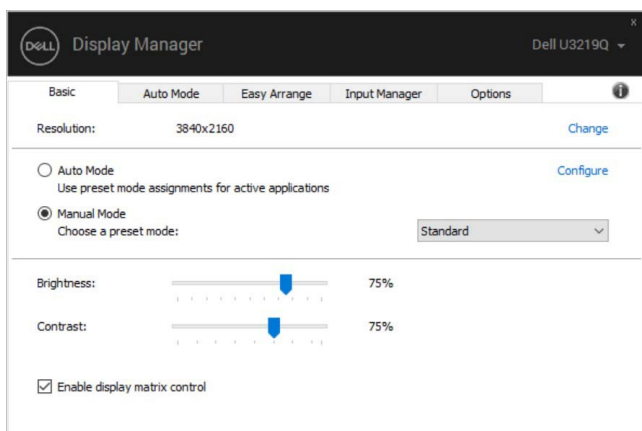 x
DELL Display Manager Dell U3219Q
Basic Auto Mode Easy Arrange Input Manager Options i
Resolution: 3840x2160 Change
Auto Mode Configure
Use preset mode assignments for active applications
Manual Mode
Choose a preset mode: Standard
Brightness: 75%
Contrast: 75%
Enable display matrix control